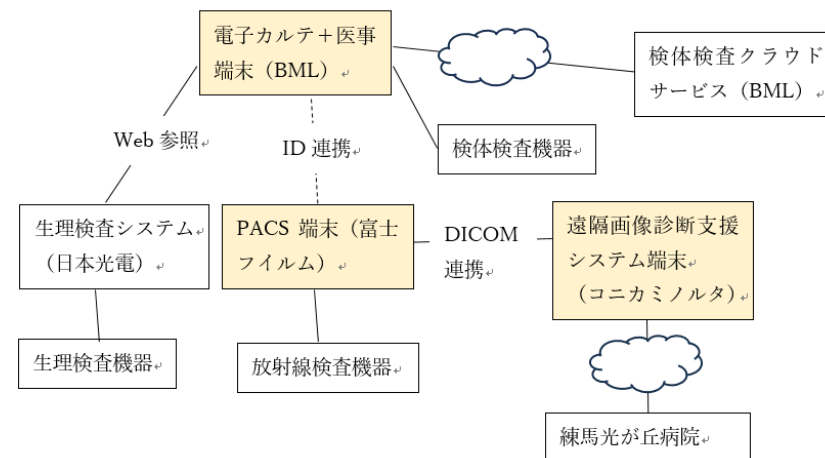 電子カルテ＋医事
端末（BML）
検体検査クラウド
サービス（BML）
Web 参照
ID 連携
検体検査機器
生理検査システム
（日本光電）
PACS 端末（富士
フイルム）
DICOM
連携
遠隔画像診断支援
システム端末
（コニカミノルタ）
生理検査機器
放射線検査機器
練馬光が丘病院